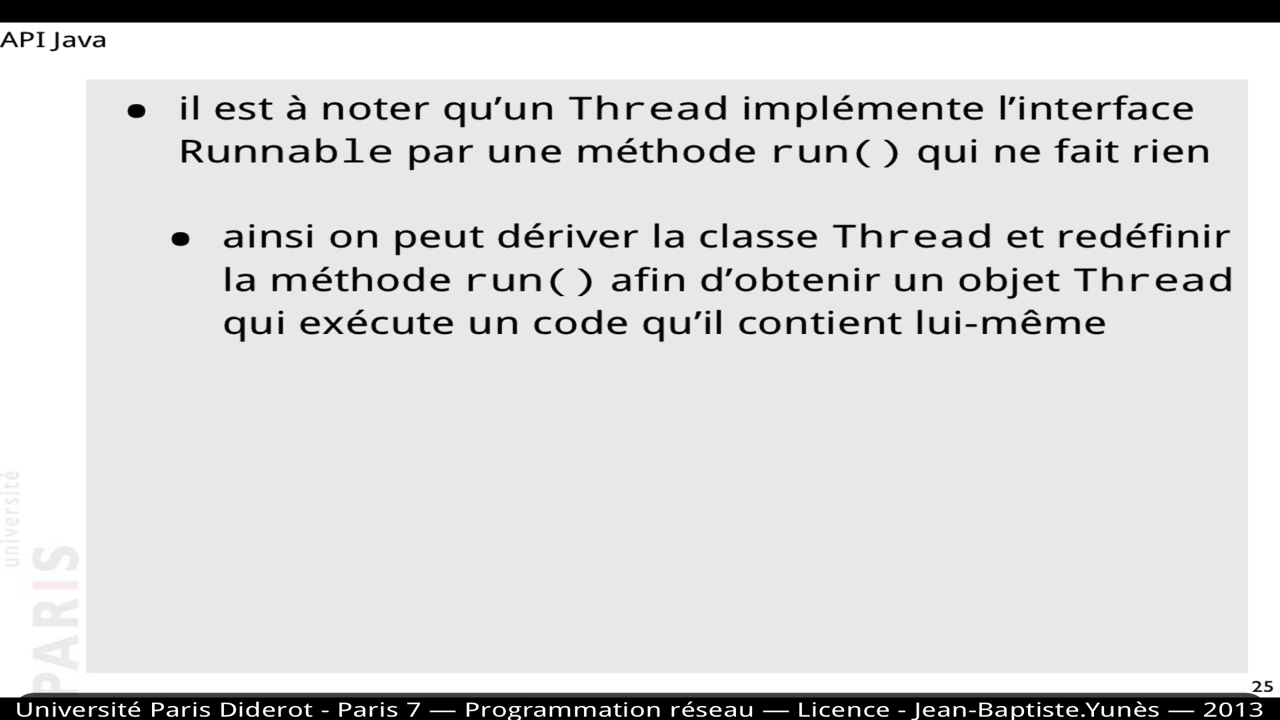 API Java
● il est à noter qu’un Thread implémente l’interface
Runnable par une méthode run() qui ne fait rien
● ainsi on peut dériver la classe Thread et redéfinir
la méthode run() afin d’obtenir un objet Thread
qui exécute un code qu’il contient lui-même
université
PARIS
25
Université Paris Diderot - Paris 7 — Programmation réseau — Licence - Jean-Baptiste.Yunès — 2013